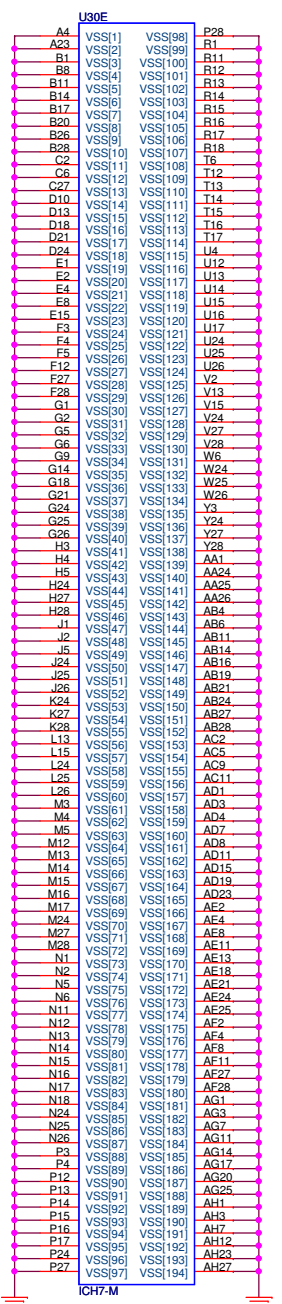 U30E
A4 VSS[1] VSS[98] P28
A23 VSS[2] VSS[99] R1
B1 VSS[3] VSS[100] R11
B8 VSS[4] VSS[101] R12
B11 VSS[5] VSS[102] R13
B14 VSS[6] VSS[103] R14
B17 VSS[7] VSS[104] R15
B20 VSS[8] VSS[105] R16
B26 VSS[9] VSS[106] R17
B28 VSS[10] VSS[107] R18
C2 VSS[11] VSS[108] T6
C6 VSS[12] VSS[109] T12
C27 VSS[13] VSS[110] T13
D10 VSS[14] VSS[111] T14
D13 VSS[15] VSS[112] T15
D18 VSS[16] VSS[113] T16
D21 VSS[17] VSS[114] T17
D24 VSS[18] VSS[115] U4
E1 VSS[19] VSS[116] U12
E2 VSS[20] VSS[117] U13
E4 VSS[21] VSS[118] U14
E8 VSS[22] VSS[119] U15
E15 VSS[23] VSS[120] U16
F3 VSS[24] VSS[121] U17
F4 VSS[25] VSS[122] U24
F5 VSS[26] VSS[123] U25
F12 VSS[27] VSS[124] U26
F27 VSS[28] VSS[125] V2
F28 VSS[29] VSS[126] V13
G1 VSS[30] VSS[127] V15
G2 VSS[31] VSS[128] V24
G5 VSS[32] VSS[129] V27
G6 VSS[33] VSS[130] V28
G9 VSS[34] VSS[131] W6
G14 VSS[35] VSS[132] W24
G18 VSS[36] VSS[133] W25
G21 VSS[37] VSS[134] W26
G24 VSS[38] VSS[135] Y3
G25 VSS[39] VSS[136] Y24
G26 VSS[40] VSS[137] Y27
H3 VSS[41] VSS[138] Y28
H4 VSS[42] VSS[139] AA1
H5 VSS[43] VSS[140] AA24
H24 VSS[44] VSS[141] AA25
H27 VSS[45] VSS[142] AA26
H28 VSS[46] VSS[143] AB4
J1 VSS[47] VSS[144] AB6
J2 VSS[48] VSS[145] AB11
J5 VSS[49] VSS[146] AB14
J24 VSS[50] VSS[147] AB16
J25 VSS[51] VSS[148] AB19
J26 VSS[52] VSS[149] AB21
K24 VSS[53] VSS[150] AB24
K27 VSS[54] VSS[151] AB27
K28 VSS[55] VSS[152] AB28
L13 VSS[56] VSS[153] AC2
L15 VSS[57] VSS[154] AC5
L24 VSS[58] VSS[155] AC9
L25 VSS[59] VSS[156] AC11
L26 VSS[60] VSS[157] AD1
M3 VSS[61] VSS[158] AD3
M4 VSS[62] VSS[159] AD4
M5 VSS[63] VSS[160] AD7
M12 VSS[64] VSS[161] AD8
M13 VSS[65] VSS[162] AD11
M14 VSS[66] VSS[163] AD15
M15 VSS[67] VSS[164] AD19
M16 VSS[68] VSS[165] AD23
M17 VSS[69] VSS[166] AE2
M24 VSS[70] VSS[167] AE4
M27 VSS[71] VSS[168] AE8
M28 VSS[72] VSS[169] AE11
N1 VSS[73] VSS[170] AE13
N2 VSS[74] VSS[171] AE18
N5 VSS[75] VSS[172] AE21
N6 VSS[76] VSS[173] AE24
N11 VSS[77] VSS[174] AE25
N12 VSS[78] VSS[175] AF2
N13 VSS[79] VSS[176] AF4
N14 VSS[80] VSS[177] AF8
N15 VSS[81] VSS[178] AF11
N16 VSS[82] VSS[179] AF27
N17 VSS[83] VSS[180] AF28
N18 VSS[84] VSS[181] AG1
N24 VSS[85] VSS[182] AG3
N25 VSS[86] VSS[183] AG7
N26 VSS[87] VSS[184] AG11
P3 VSS[88] VSS[185] AG14
P4 VSS[89] VSS[186] AG17
P12 VSS[90] VSS[187] AG20
P13 VSS[91] VSS[188] AG25
P14 VSS[92] VSS[189] AH1
P15 VSS[93] VSS[190] AH3
P16 VSS[94] VSS[191] AH7
P17 VSS[95] VSS[192] AH12
P24 VSS[96] VSS[193] AH23
P27 VSS[97] VSS[194] AH27
ICH7-M